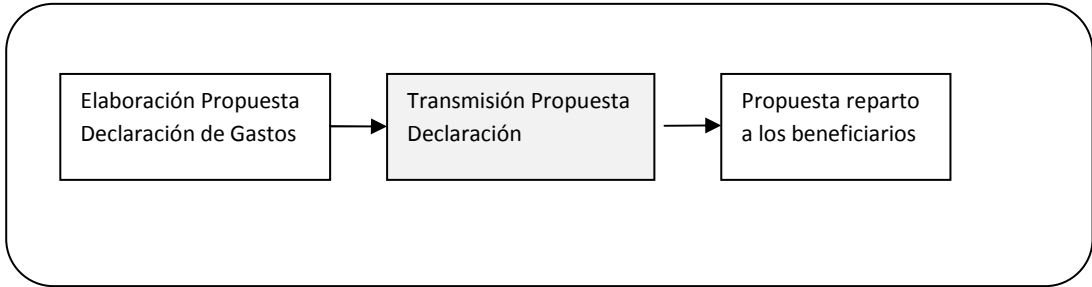 Elaboración Propuesta
Declaración de Gastos
Transmisión Propuesta
Declaración
Propuesta reparto
a los beneficiarios